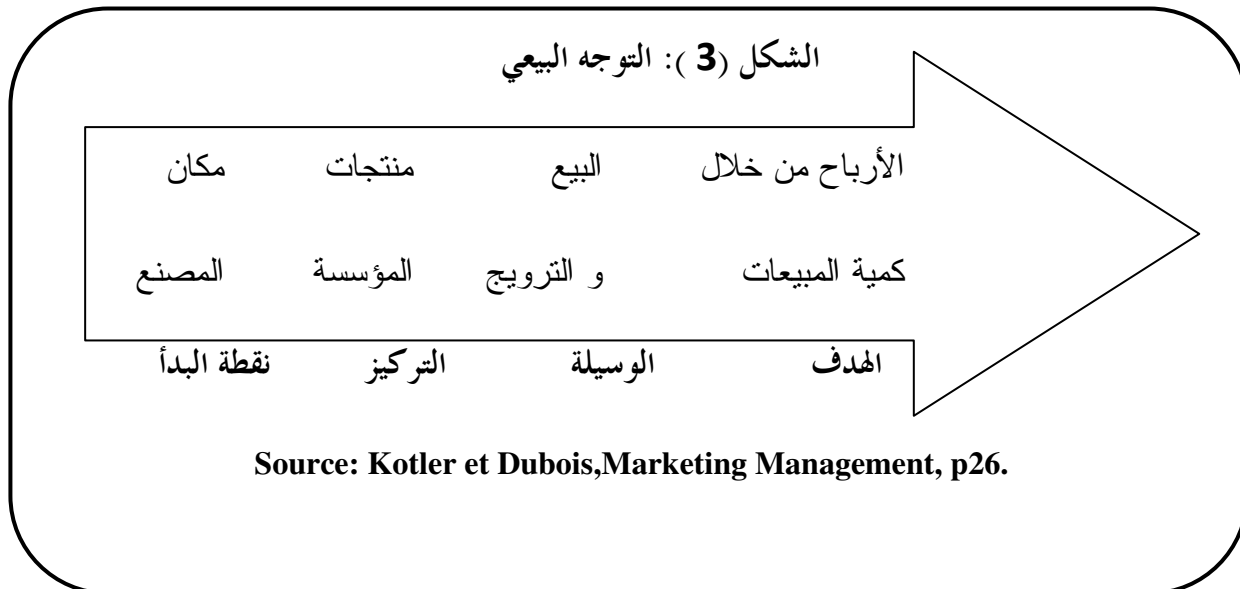 الشكل (3): التوجه البيعي
الأرباح من خلال البيع منتجات مكان
كمية المبيعات و الترويج المؤسسة المصنع
الهدف الوسيلة التركيز نقطة البدأ
Source: Kotler et Dubois,Marketing Management, p26.